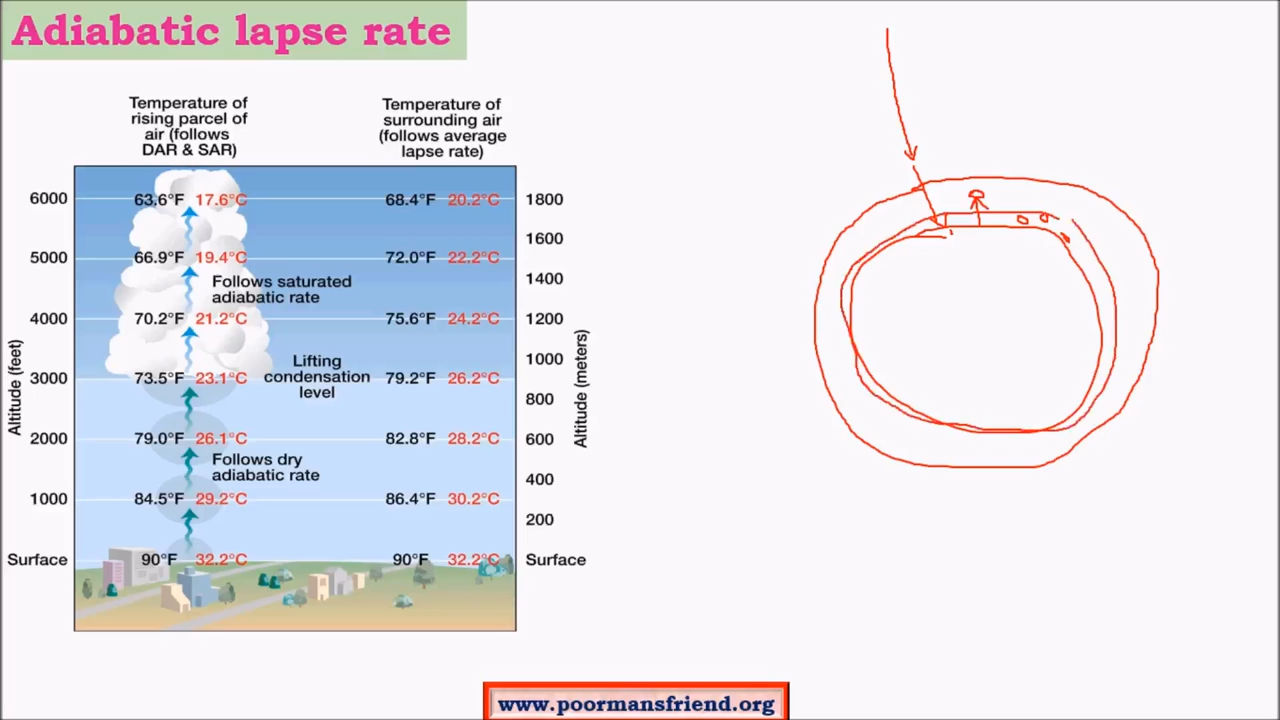 Adiabatic lapse rate
Temperature of
rising parcel of
air (follows
DAR & SAR)
Temperature of
surrounding air
(follows average
lapse rate)
6000 63.6°F 17.6°C 68.4°F 20.2°C 1800
1600
5000 66.9°F 19.4°C 72.0°F 22.2°C
Follows saturated
adiabatic rate
1400
4000 70.2°F 21.2°C 75.6°F 24.2°C 1200
Lifting
condensation
level
1000
3000 73.5°F 23.1°C 79.2°F 26.2°C
800
2000 79.0°F 26.1°C 82.8°F 28.2°C 600
Follows dry
adiabatic rate
400
1000 84.5°F 29.2°C 86.4°F 30.2°C
200
Surface 90°F 32.2°C 90°F 32.2°C Surface
Altitude (feet)
Altitude (meters)
www.poormansfriend.org